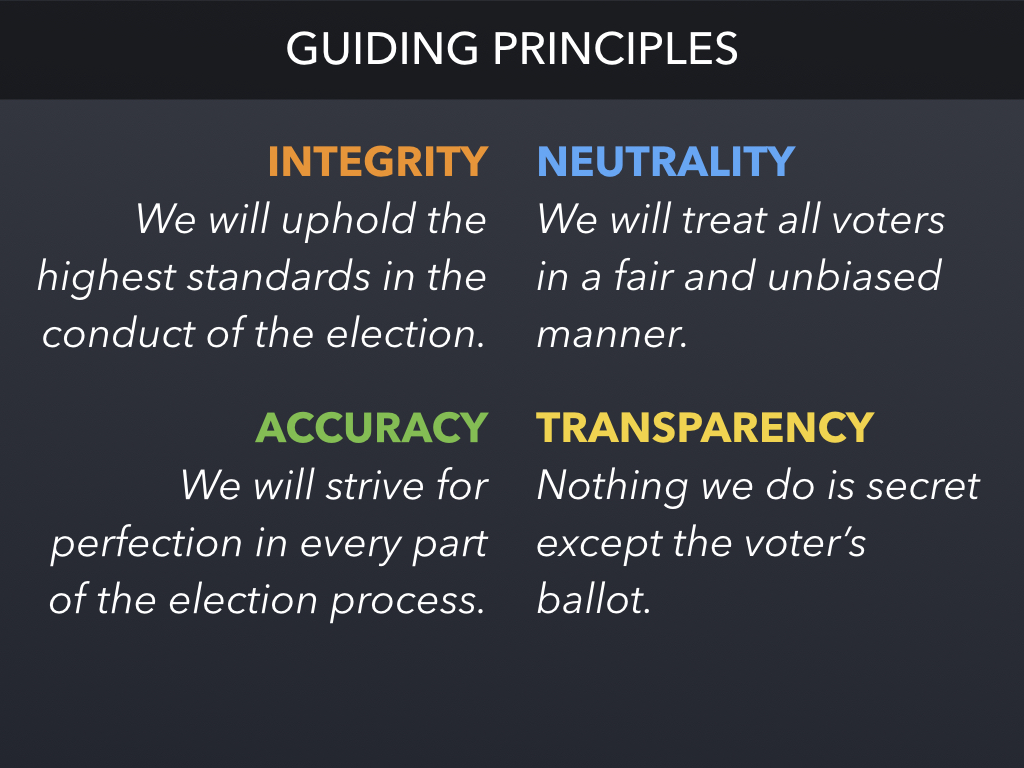 GUIDING PRINCIPLES
INTEGRITY
We will uphold the
highest standards in the
conduct of the election.
NEUTRALITY
We will treat all voters
in a fair and unbiased
manner.
ACCURACY
We will strive for
perfection in every part
of the election process.
TRANSPARENCY
Nothing we do is secret
except the voter’s
ballot.